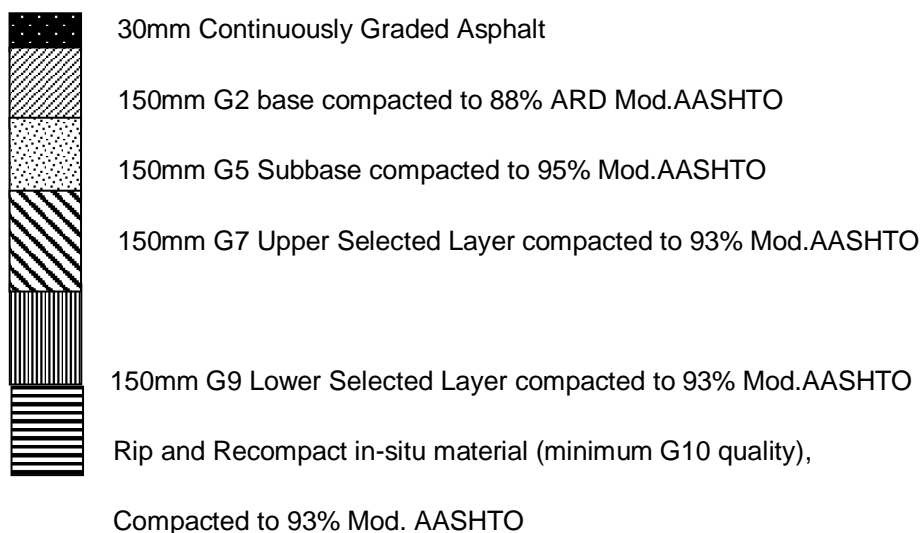 30mm Continuously Graded Asphalt
150mm G2 base compacted to 88% ARD Mod.AASHTO
150mm G5 Subbase compacted to 95% Mod.AASHTO
150mm G7 Upper Selected Layer compacted to 93% Mod.AASHTO
150mm G9 Lower Selected Layer compacted to 93% Mod.AASHTO
Rip and Recompact in-situ material (minimum G10 quality),
Compacted to 93% Mod. AASHTO